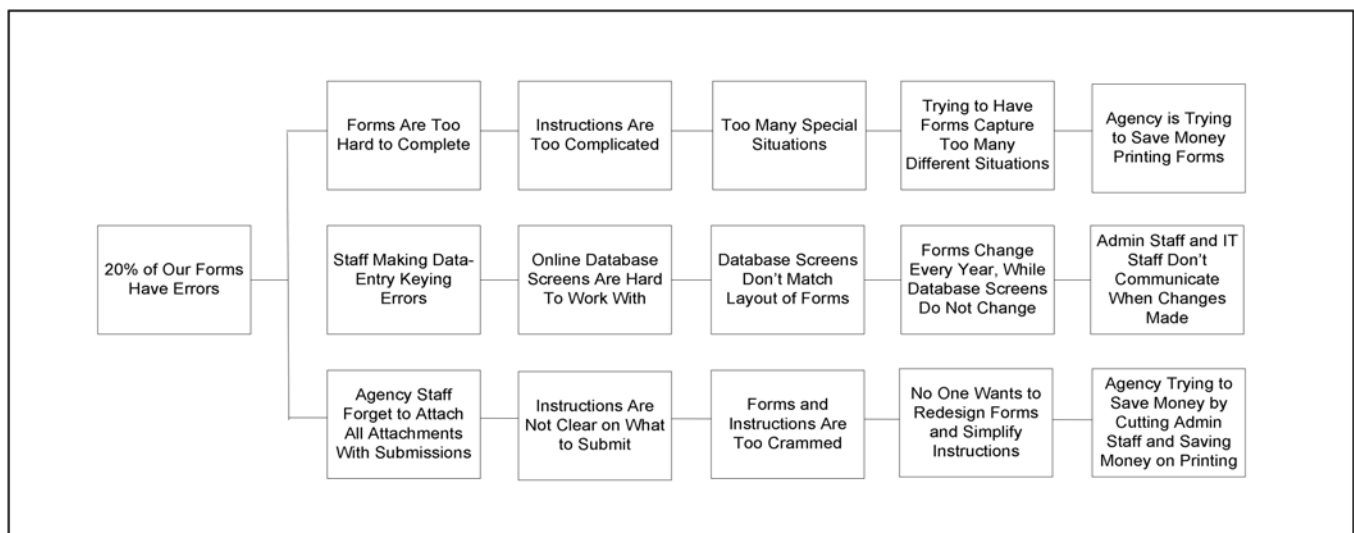 20% of Our Forms
Have Errors
Forms Are Too
Hard to Complete
Instructions Are
Too Complicated
Too Many Special
Situations
Trying to Have
Forms Capture
Too Many
Different Situations
Agency is Trying
to Save Money
Printing Forms
Staff Making Data-
Entry Keying
Errors
Online Database
Screens Are Hard
To Work With
Database Screens
Don't Match
Layout of Forms
Forms Change
Every Year, While
Database Screens
Do Not Change
Admin Staff and IT
Staff Don't
Communicate
When Changes
Made
Agency Staff
Forget to Attach
All Attachments
With Submissions
Instructions Are
Not Clear on What
to Submit
Forms and
Instructions Are
Too Crammed
No One Wants to
Redesign Forms
and Simplify
Instructions
Agency Trying to
Save Money by
Cutting Admin
Staff and Saving
Money on Printing